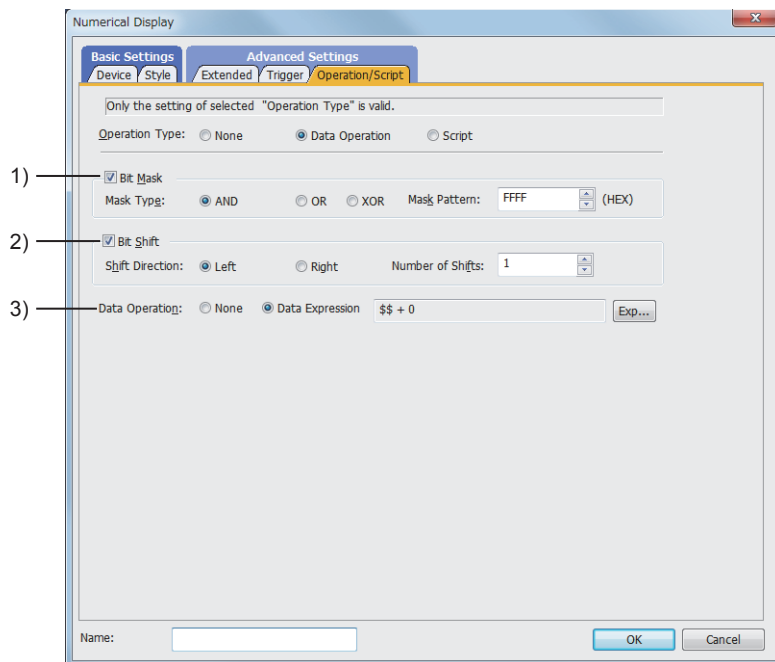 Numerical Display
Basic Settings Advanced Settings
Device Style Extended Trigger Operation/Script
Only the setting of selected "Operation Type" is valid.
Operation Type: None Data Operation Script
1) Bit Mask
Mask Type: AND OR XOR Mask Pattern: FFFF (HEX)
2) Bit Shift
Shift Direction: Left Right Number of Shifts: 1
3) Data Operation: None Data Expression $$ + 0 Exp...
Name: OK Cancel